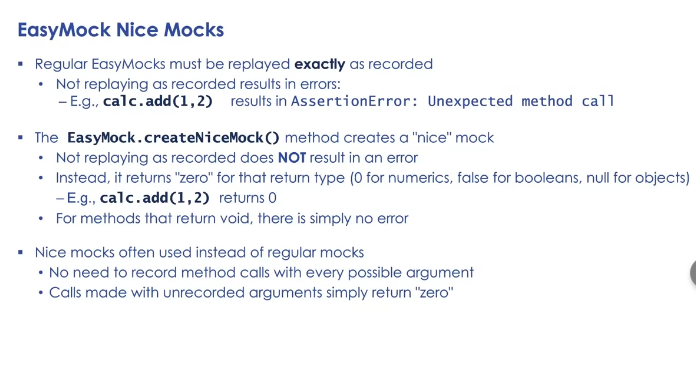 EasyMock Nice Mocks
▪ Regular EasyMocks must be replayed exactly as recorded
• Not replaying as recorded results in errors:
– E.g., calc.add(1,2) results in AssertionError: Unexpected method call
▪ The EasyMock.createNiceMock() method creates a "nice" mock
• Not replaying as recorded does NOT result in an error
• Instead, it returns "zero" for that return type (0 for numerics, false for booleans, null for objects)
– E.g., calc.add(1,2) returns 0
• For methods that return void, there is simply no error
▪ Nice mocks often used instead of regular mocks
• No need to record method calls with every possible argument
• Calls made with unrecorded arguments simply return "zero"